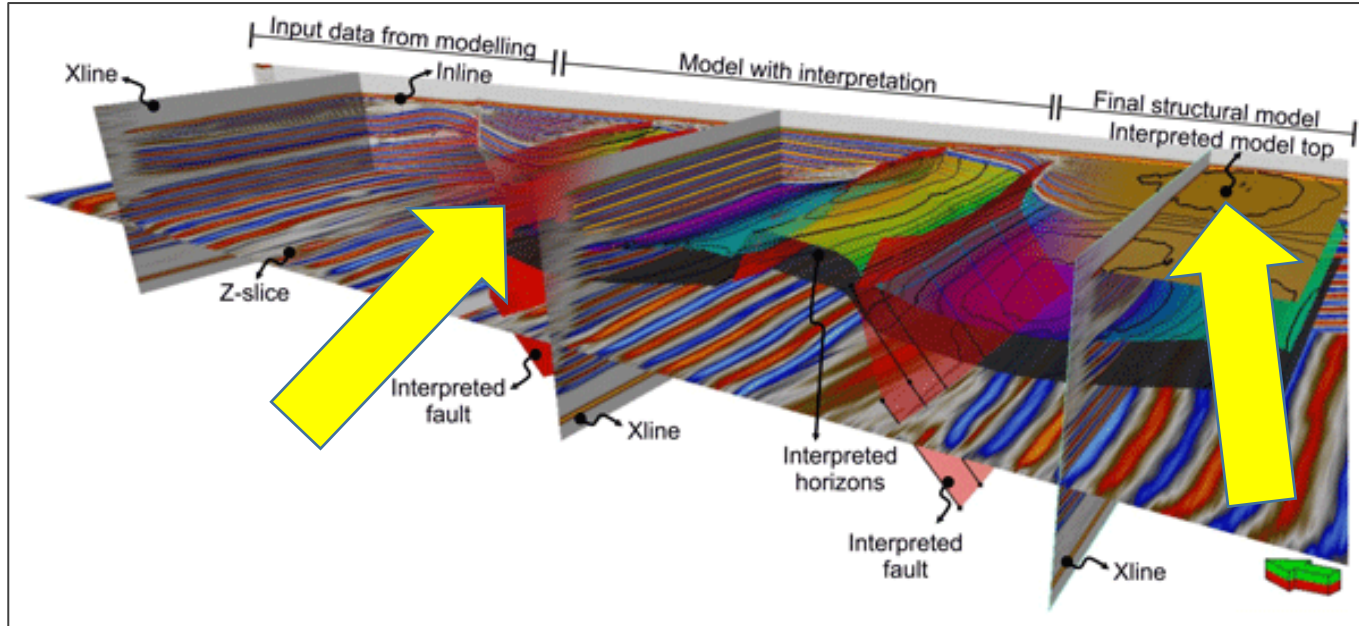 Input data from modelling
Model with interpretation
Final structural model
Xline
Inline
Interpreted model top
Z-slice
Interpreted
fault
Xline
Interpreted
horizons
Interpreted
fault
Xline